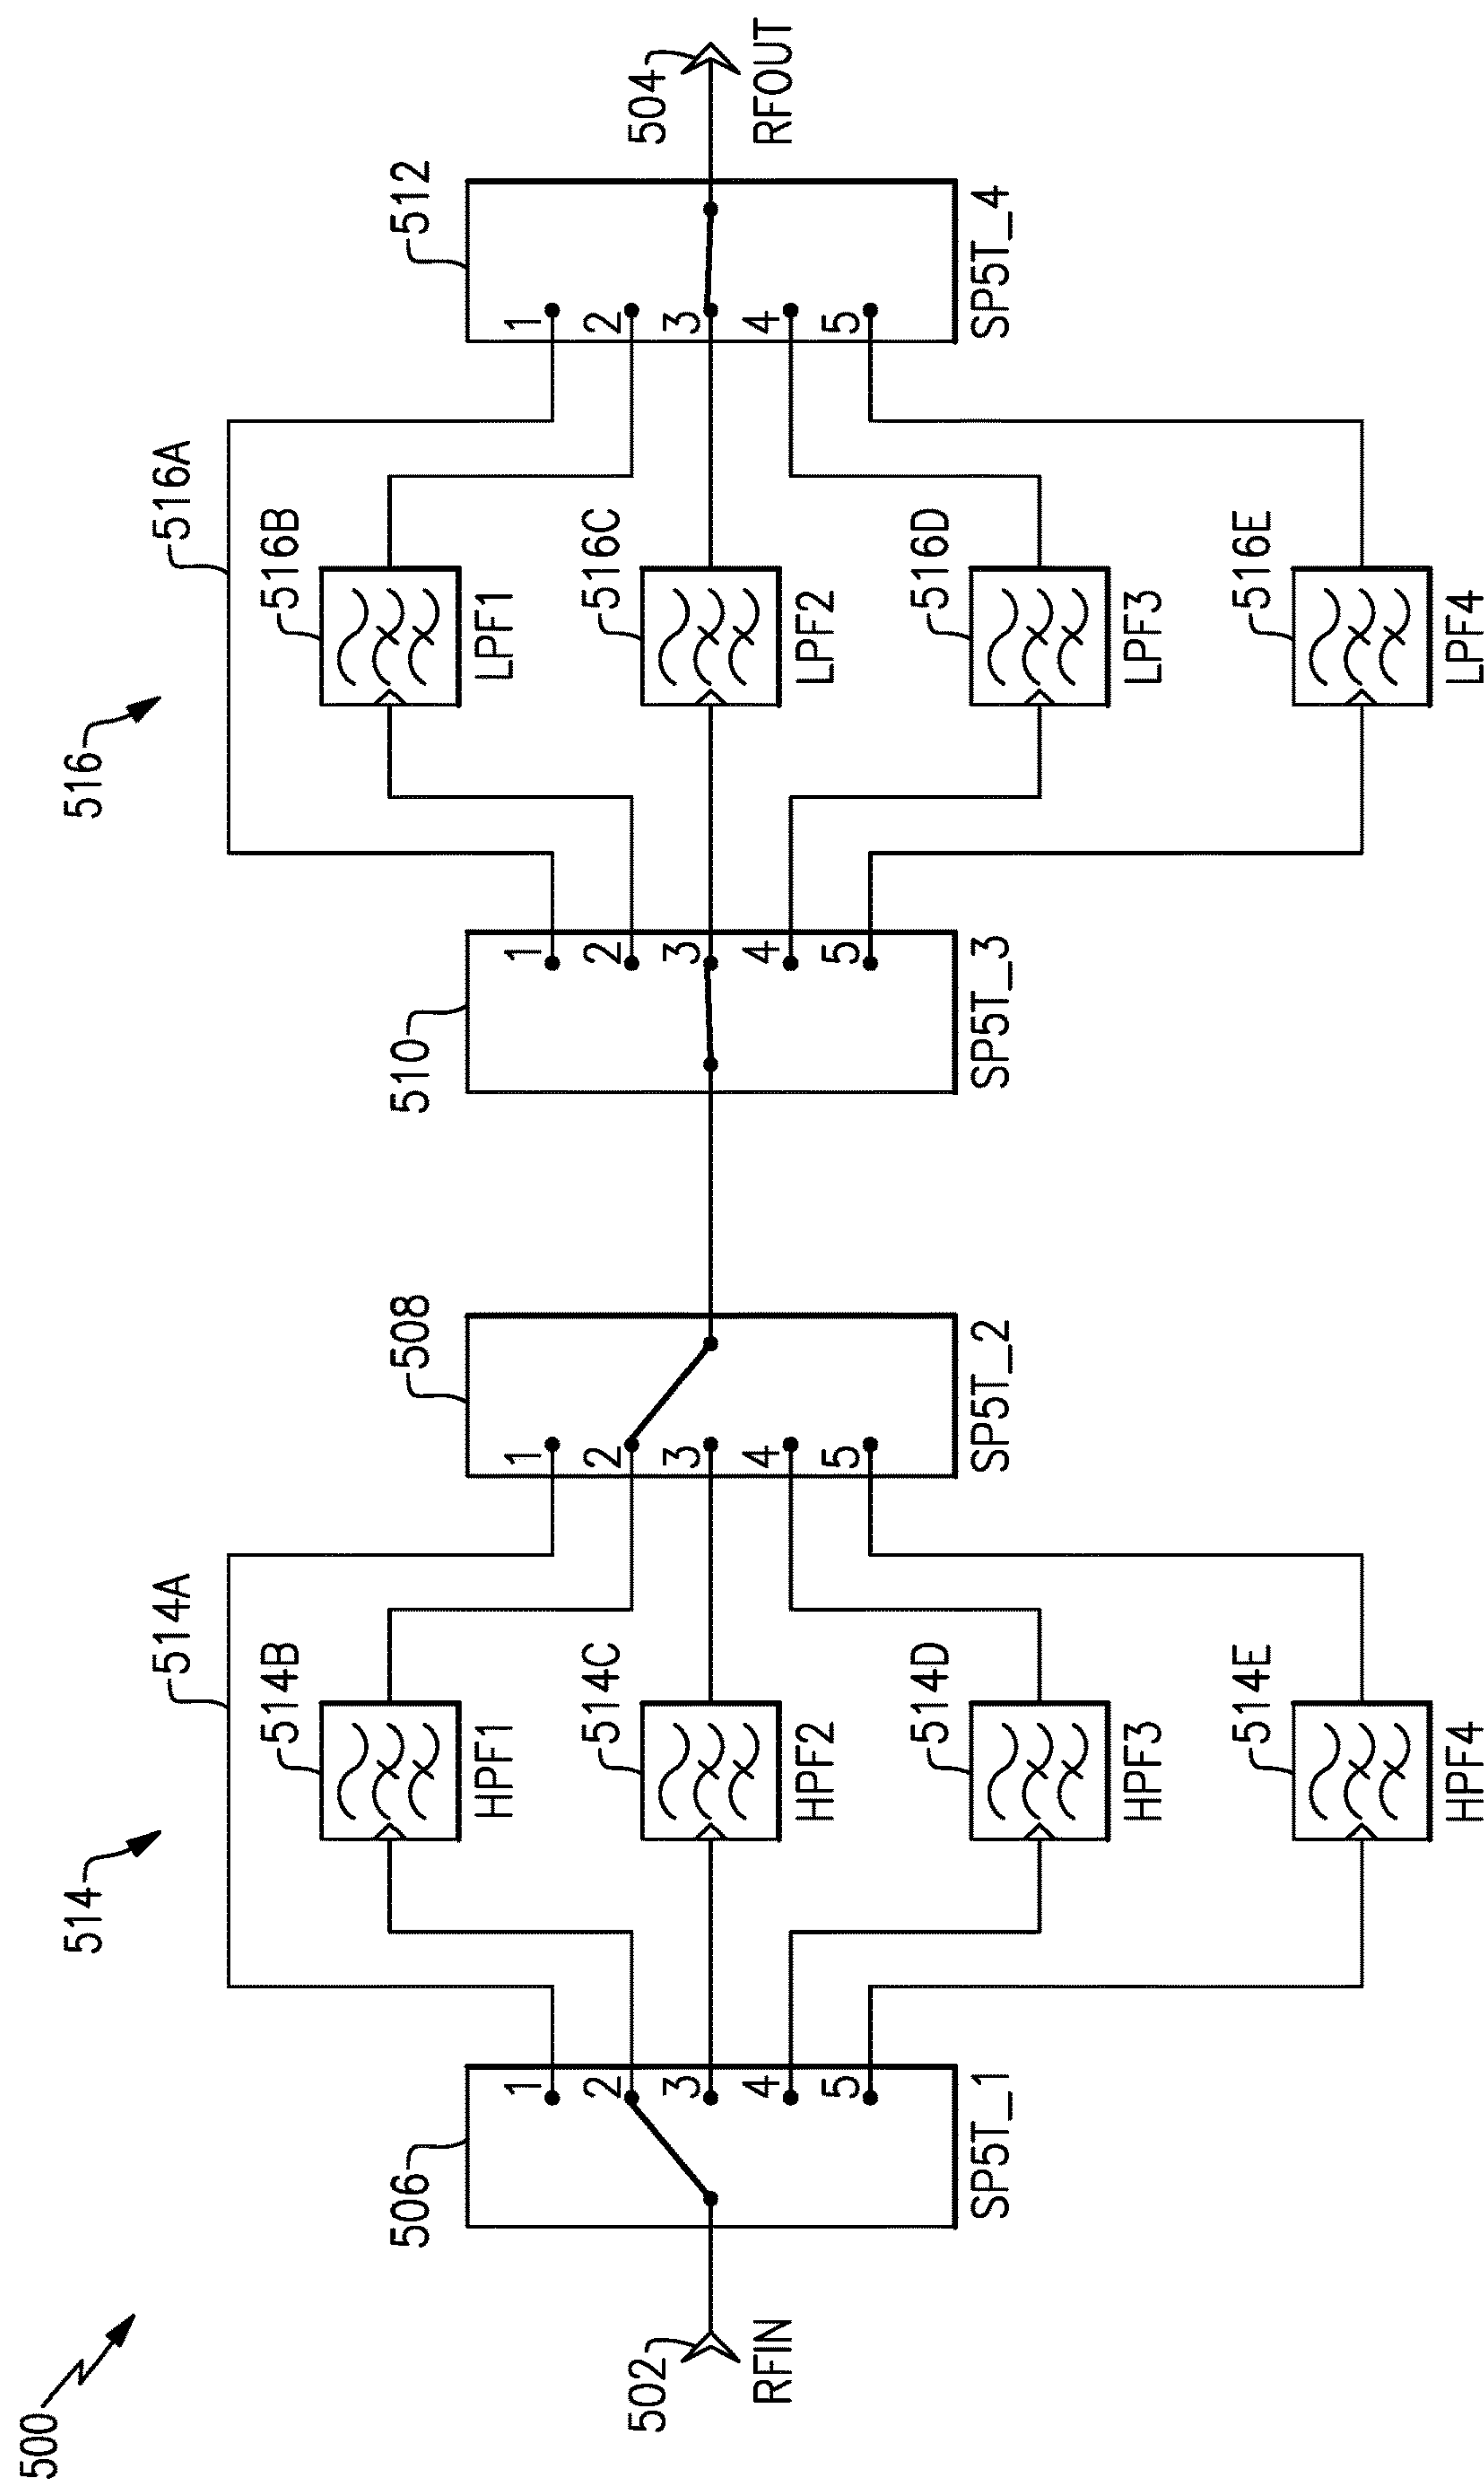 500
514
516
514A
516A
506
508
510
512
514B
516B
HPF1
LPF1
502
RFIN
504
RFOUT
1
2
3
4
5
1
2
3
4
5
1
2
3
4
5
1
2
3
4
5
514C
516C
HPF2
LPF2
SP5T_1
SP5T_2
SP5T_3
SP5T_4
514D
516D
HPF3
LPF3
514E
516E
HPF4
LPF4